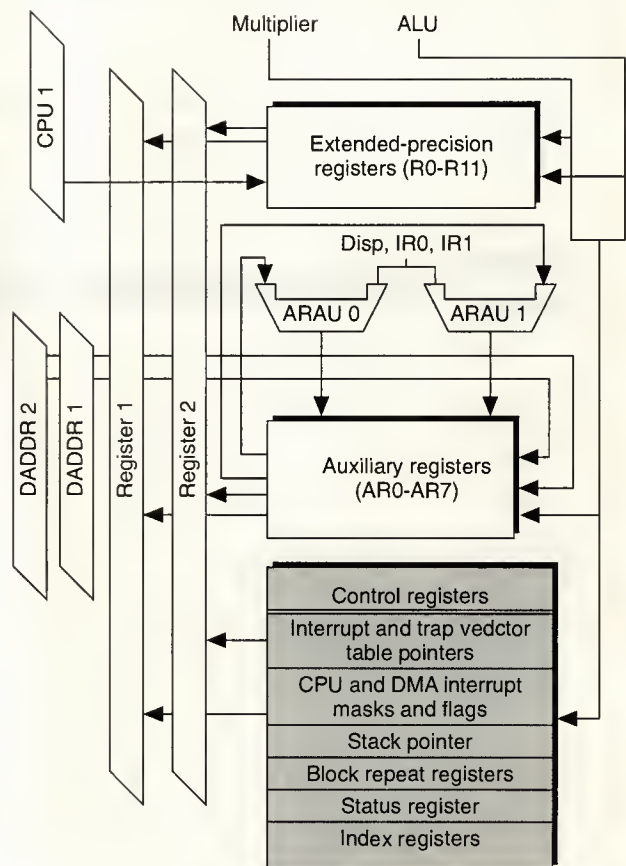 Multiplier
ALU
CPU 1
Extended-precision
registers (R0-R11)
Disp, IR0, IR1
ARAU 0
ARAU 1
DADDR 2
DADDR 1
Register 1
Register 2
Auxiliary registers
(AR0-AR7)
Control registers
Interrupt and trap vedctor
table pointers
CPU and DMA interrupt
masks and flags
Stack pointer
Block repeat registers
Status register
Index registers